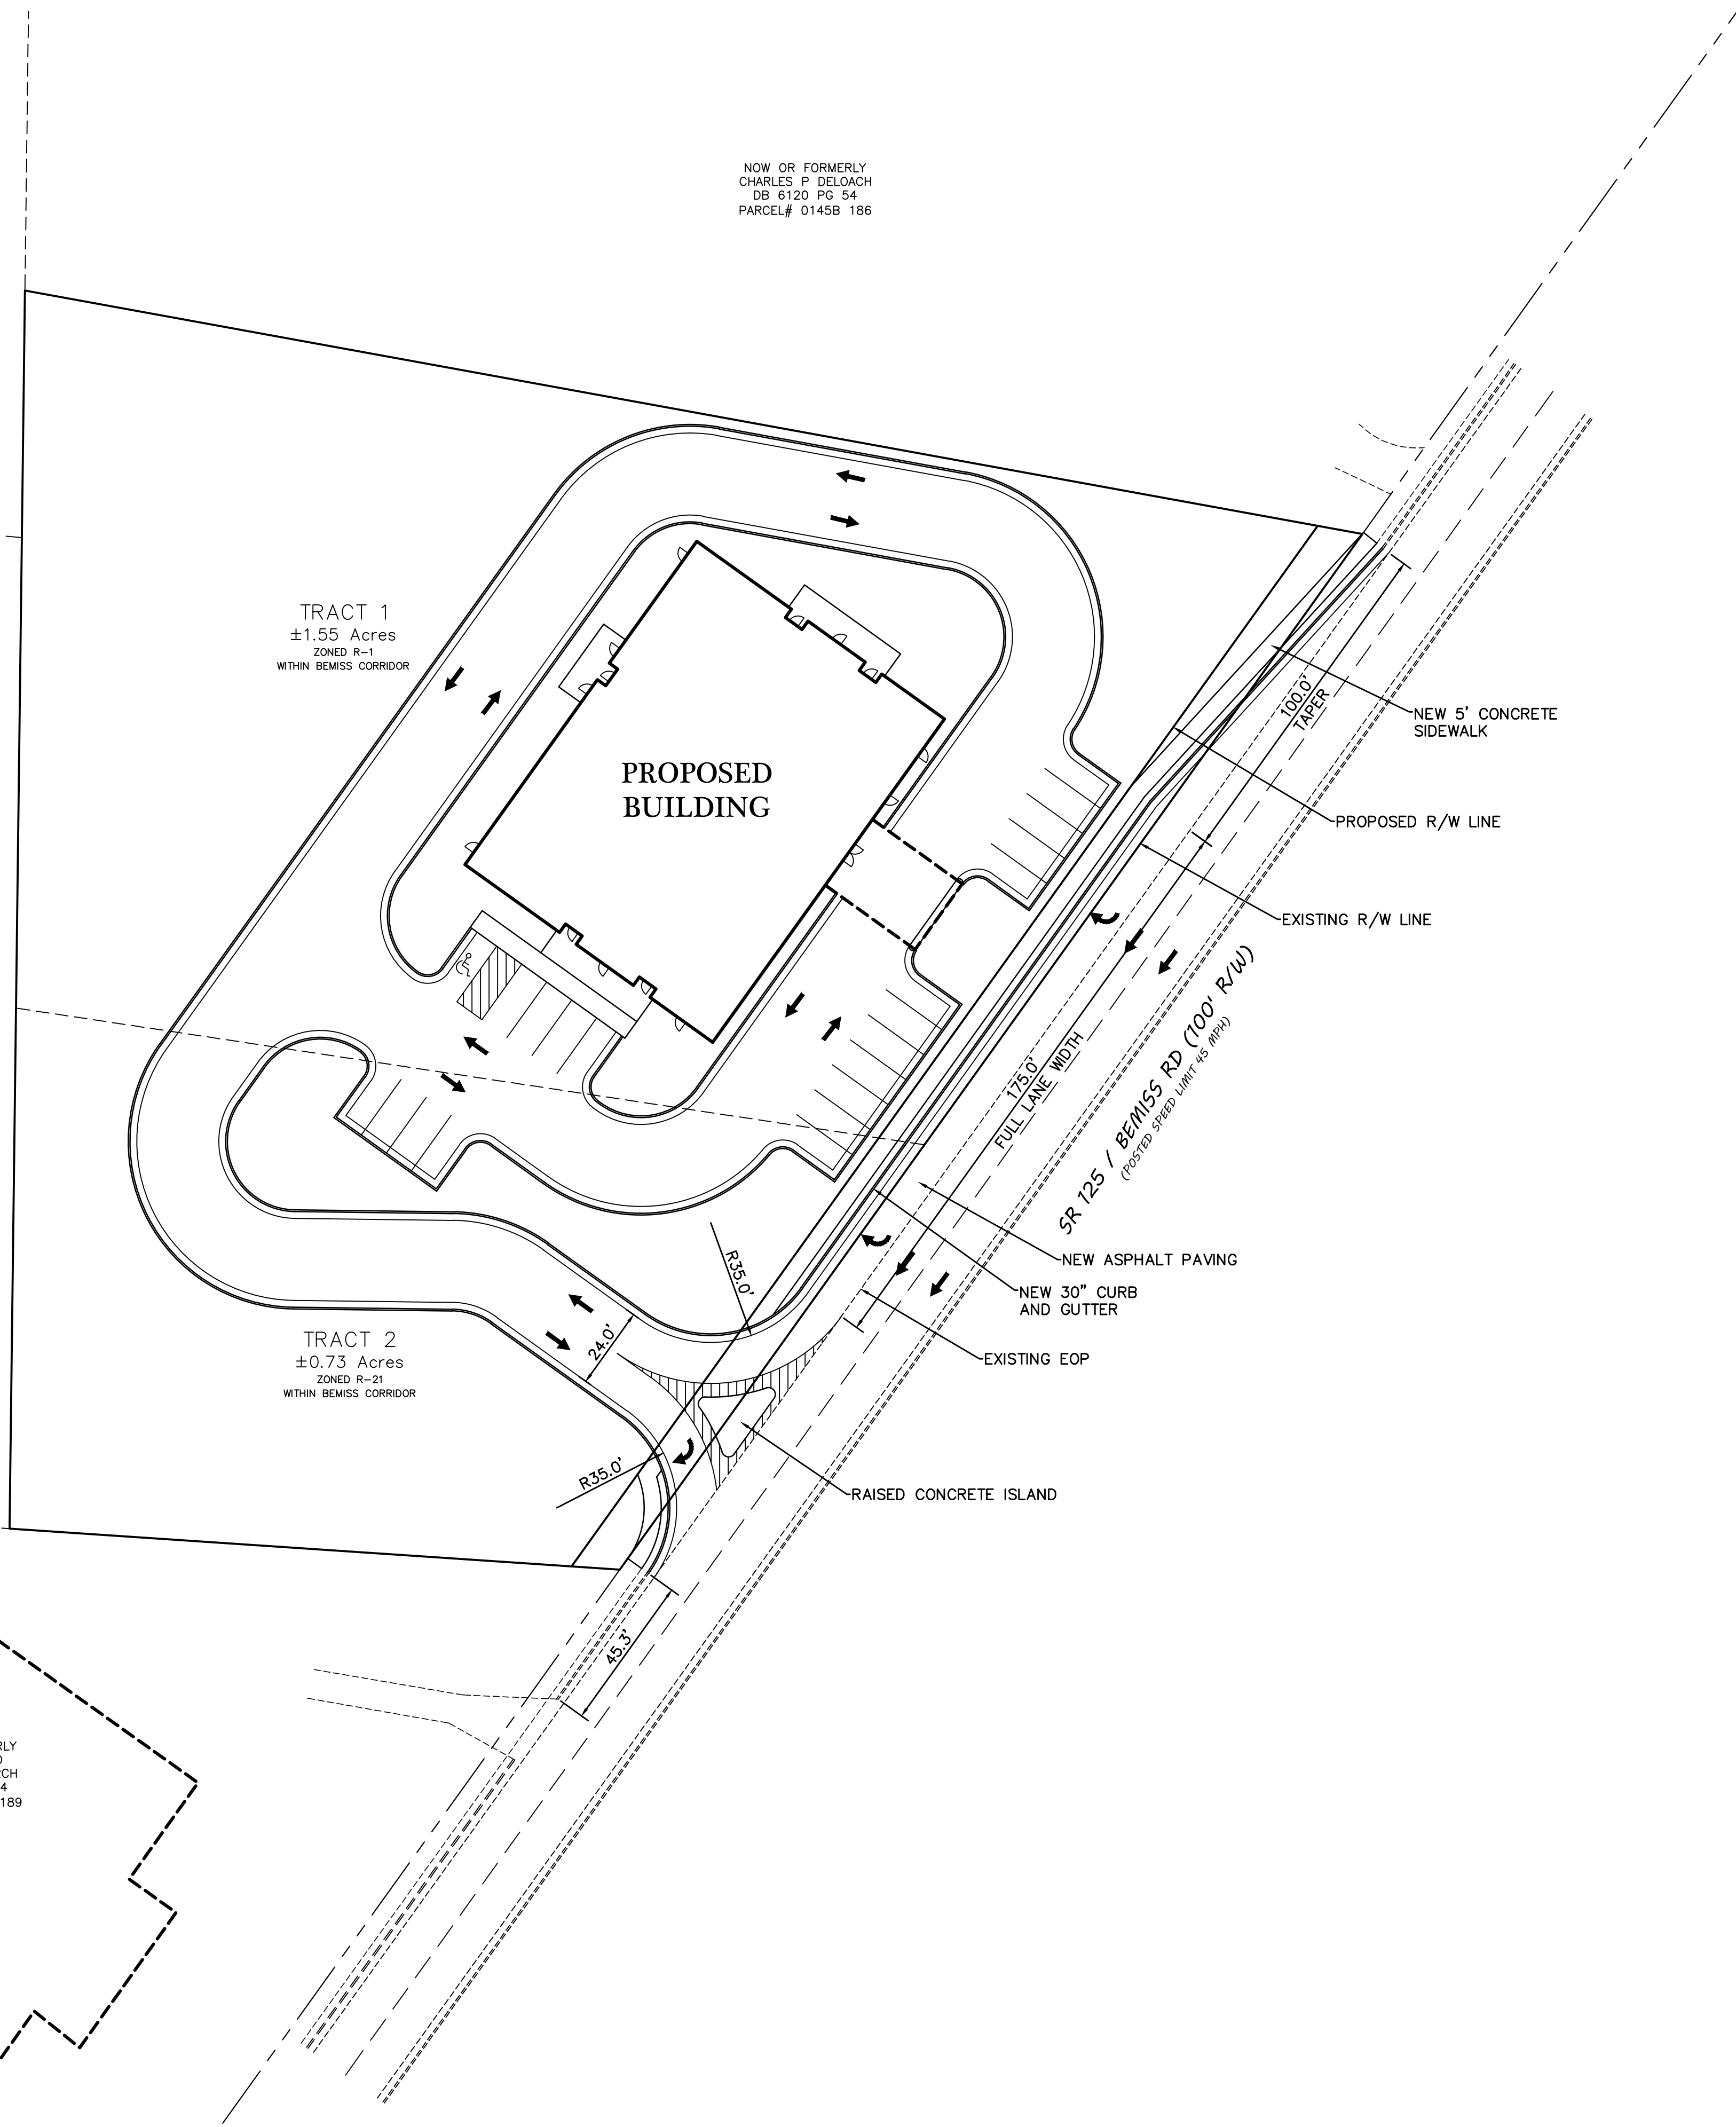 NOW OR FORMERLY
CHARLES P DELOACH
DB 6120 PG 54
PARCEL# 0145B 186
TRACT 1
±1.55 Acres
ZONED R-1
WITHIN BEMISS CORRIDOR
PROPOSED
BUILDING
100.0'
TAPER
NEW 5' CONCRETE
SIDEWALK
PROPOSED R/W LINE
EXISTING R/W LINE
175.0'
FULL LANE WIDTH
SR 125 / BEMISS RD (100' R/W)
(POSTED SPEED LIMIT 45 MPH)
NEW ASPHALT PAVING
NEW 30" CURB
AND GUTTER
EXISTING EOP
R35.0'
24.0'
TRACT 2
±0.73 Acres
ZONED R-21
WITHIN BEMISS CORRIDOR
R35.0'
RAISED CONCRETE ISLAND
45.3'
RLY
RCH
4
189